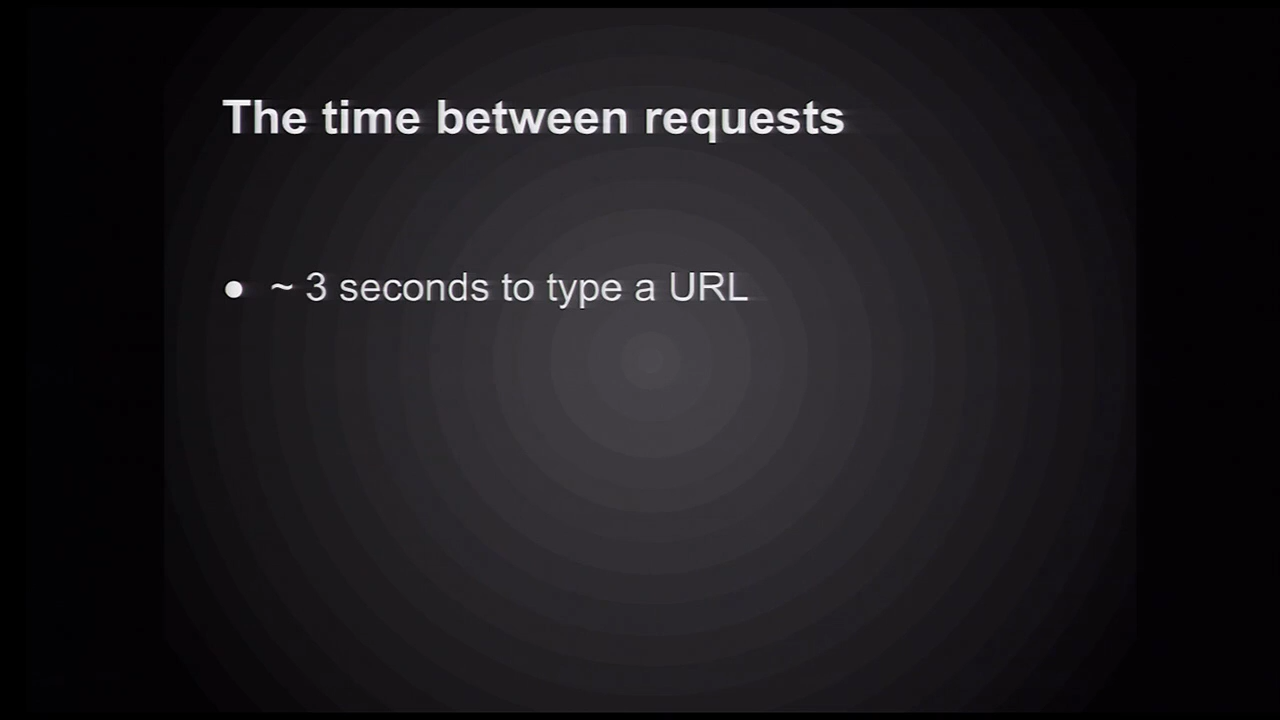 The time between requests
● ~ 3 seconds to type a URL